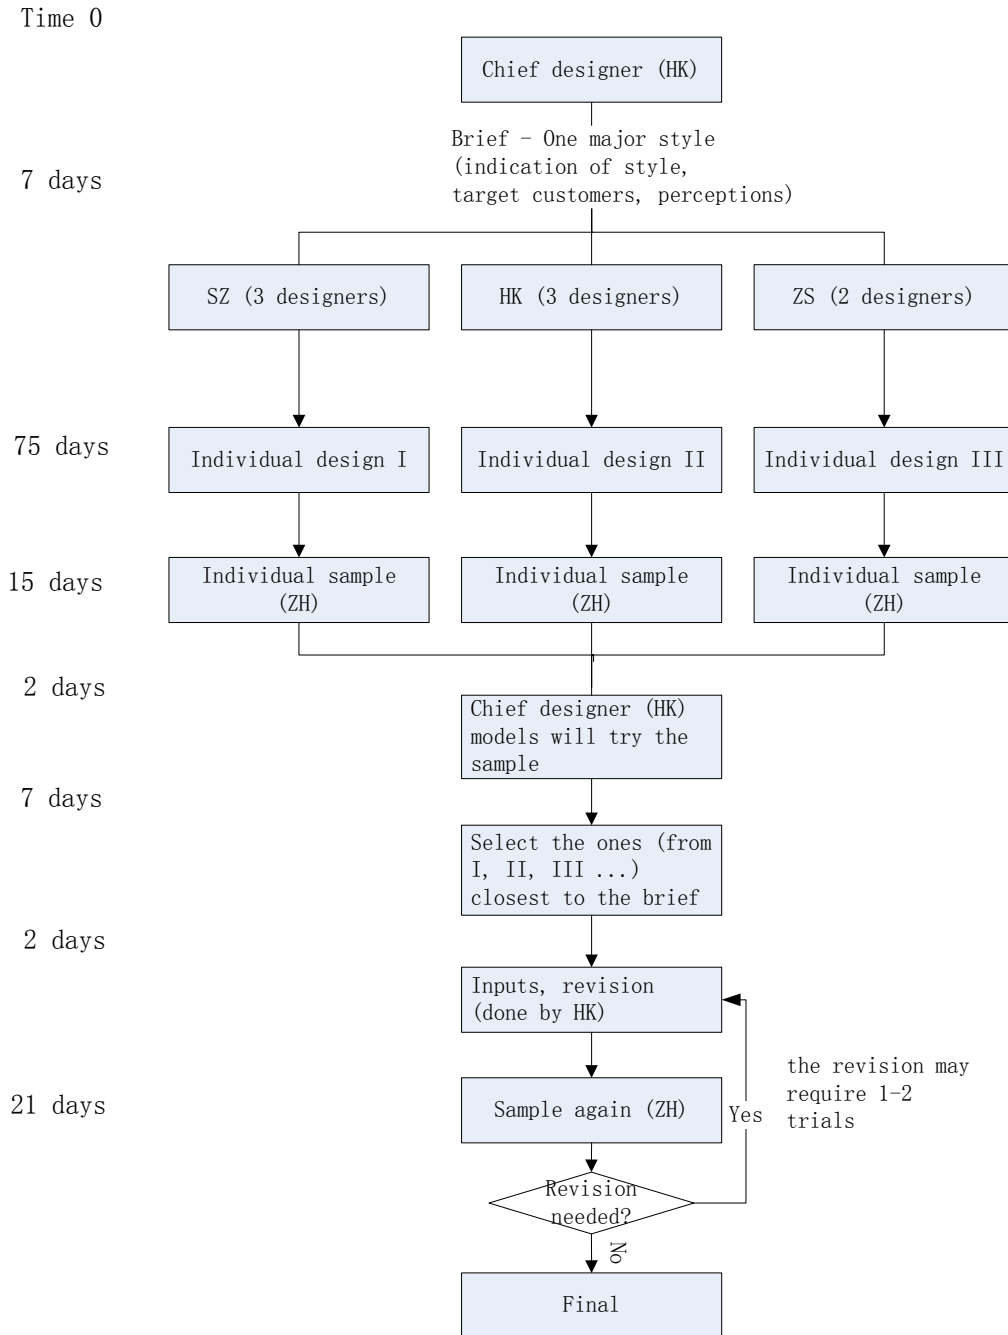 Time 0
Chief designer (HK)
Brief - One major style
(indication of style,
target customers, perceptions)
7 days
SZ (3 designers)
HK (3 designers)
ZS (2 designers)
75 days
Individual design I
Individual design II
Individual design III
15 days
Individual sample
(ZH)
Individual sample
(ZH)
Individual sample
(ZH)
2 days
Chief designer (HK)
models will try the
sample
7 days
Select the ones (from
I, II, III ...)
closest to the brief
2 days
Inputs, revision
(done by HK)
the revision may
require 1-2
trials
21 days
Sample again (ZH)
Yes
Revision
needed?
No
Final